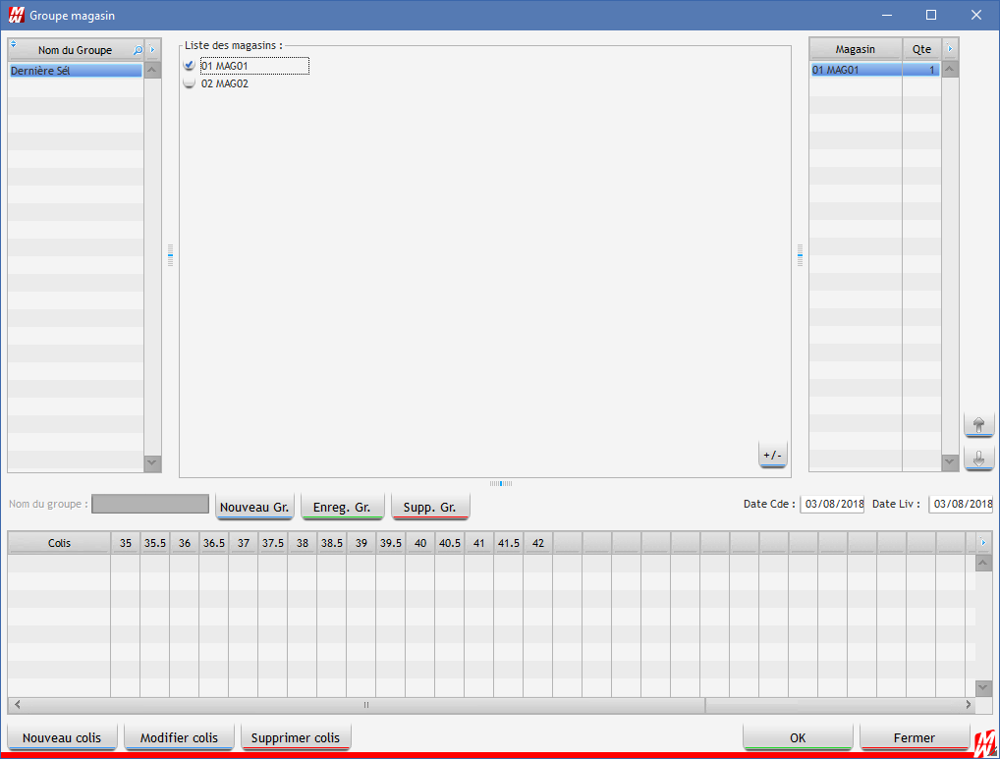 Groupe magasin
Nom du Groupe
Dernière Sél
Liste des magasins :
01 MAG01
02 MAG02
+/-
Magasin Qte
01 MAG01 1
Nom du groupe :
Nouveau Gr. Enreg. Gr. Supp. Gr.
Date Cde : 03/08/2018 Date Liv : 03/08/2018
Colis 35 35.5 36 36.5 37 37.5 38 38.5 39 39.5 40 40.5 41 41.5 42
Nouveau colis Modifier colis Supprimer colis OK Fermer